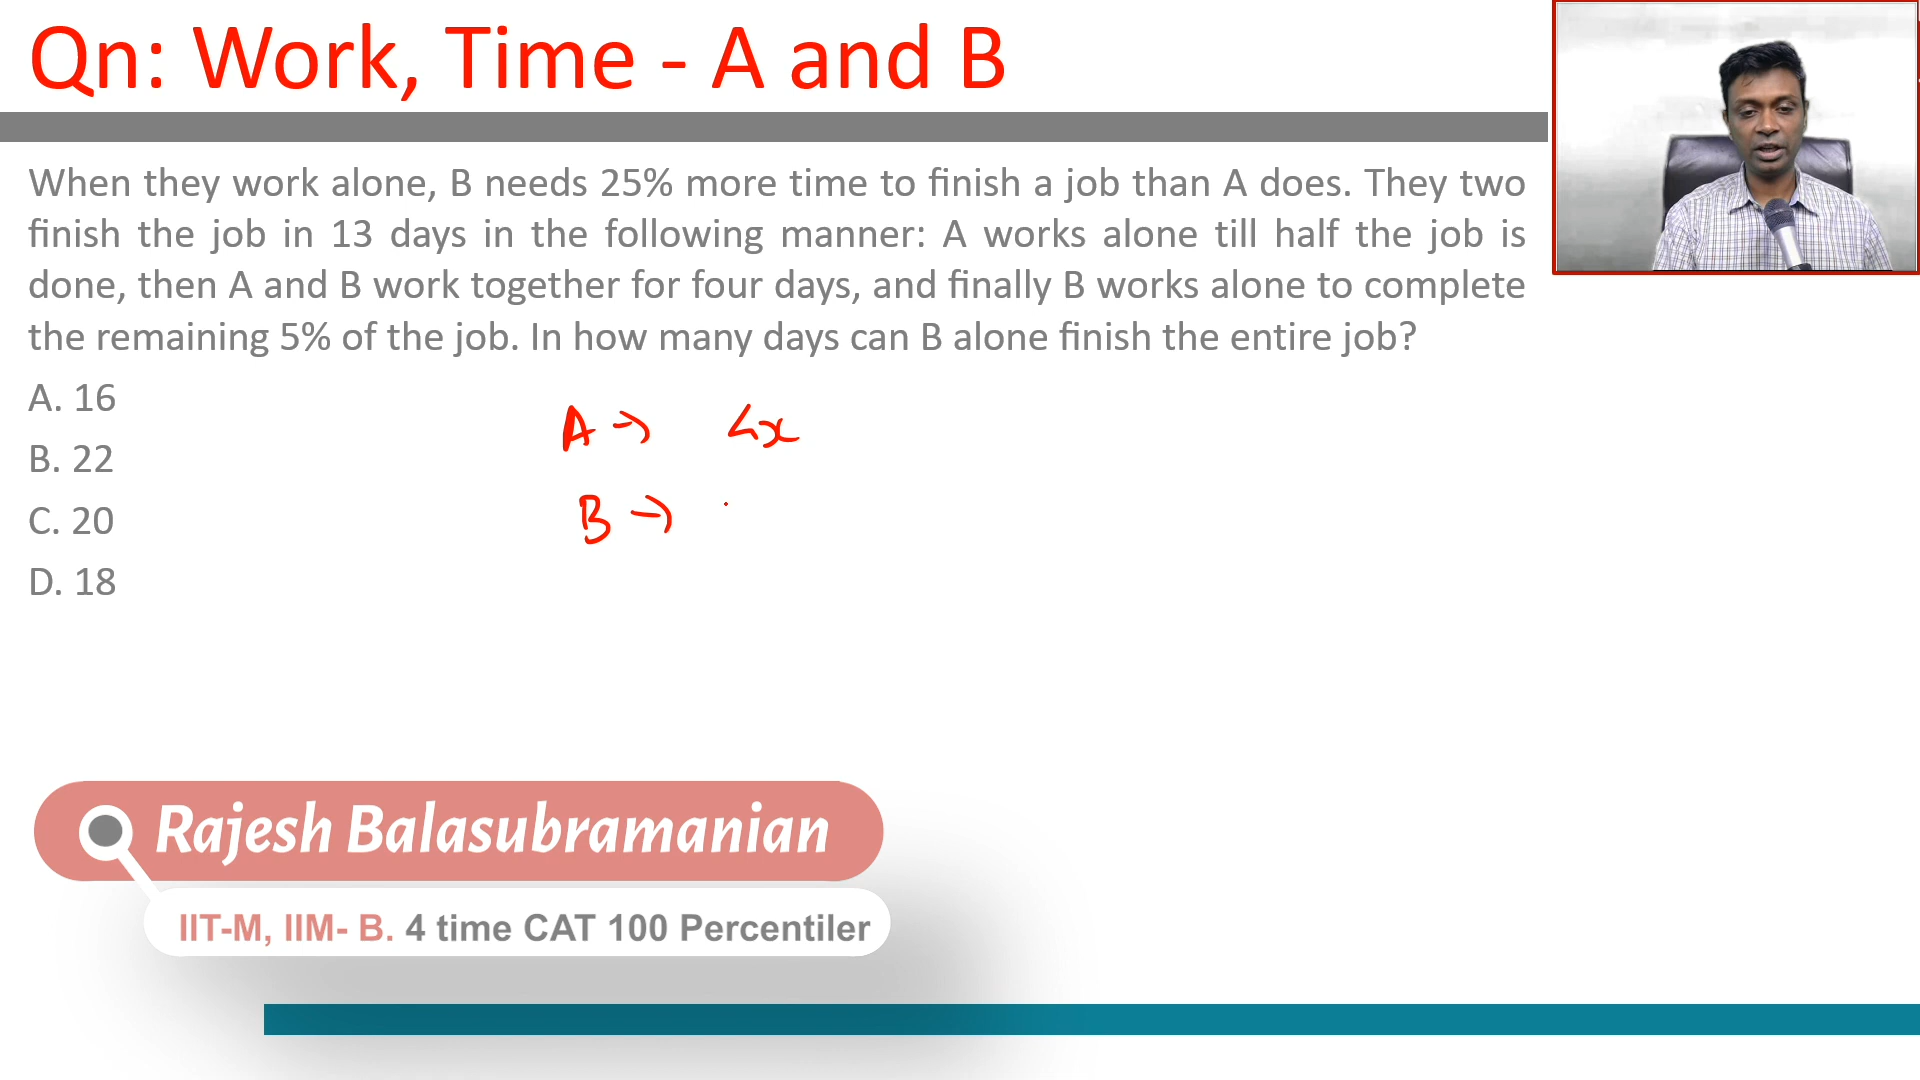 Qn: Work, Time - A and B
When they work alone, B needs 25% more time to finish a job than A does. They two
finish the job in 13 days in the following manner: A works alone till half the job is
done, then A and B work together for four days, and finally B works alone to complete
the remaining 5% of the job. In how many days can B alone finish the entire job?
A. 16
B. 22
C. 20
D. 18
A → 4x
B →
Rajesh Balasubramanian
IIT-M, IIM- B. 4 time CAT 100 Percentiler